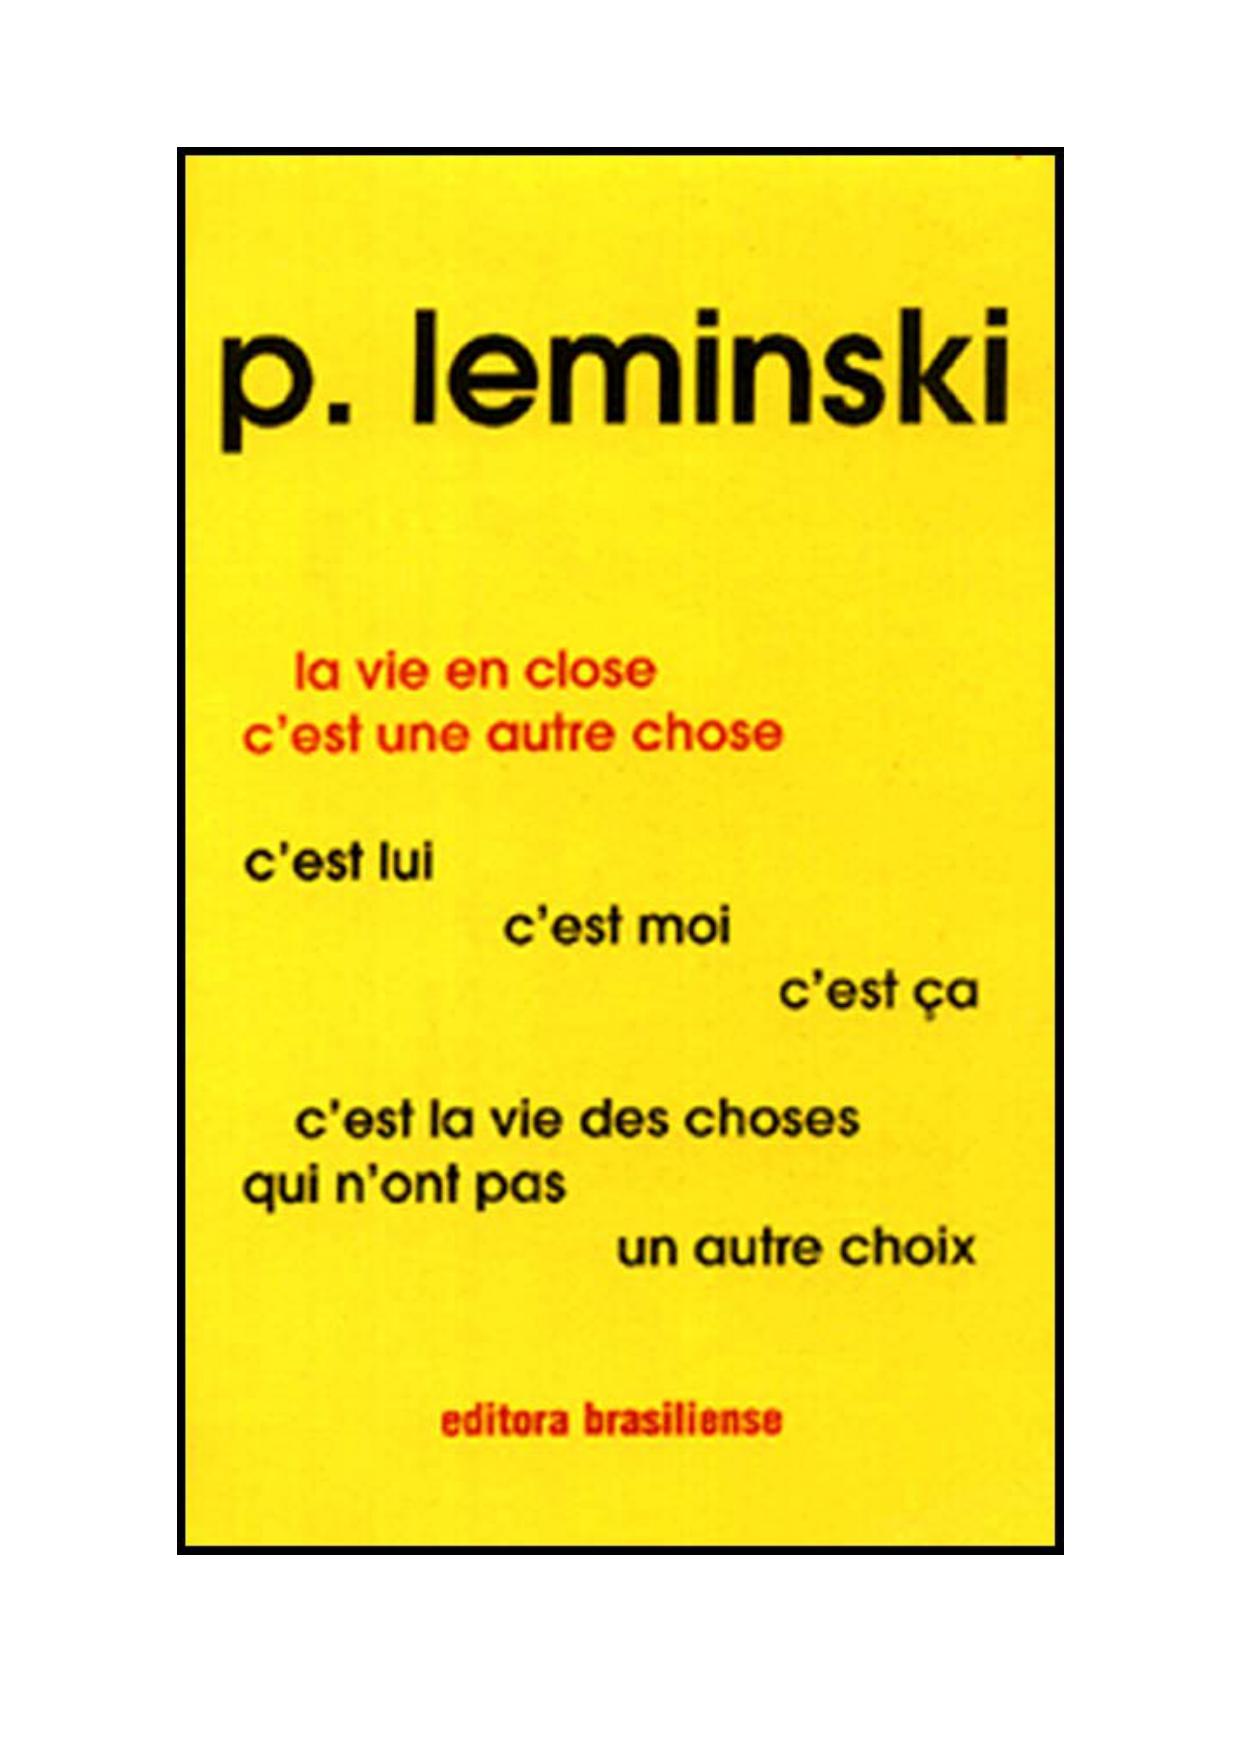 p. leminski
la vie en close
c'est une autre chose
c'est lui
c'est moi
c'est ça
c'est la vie des choses
qui n'ont pas
un autre choix
editora brasiliense